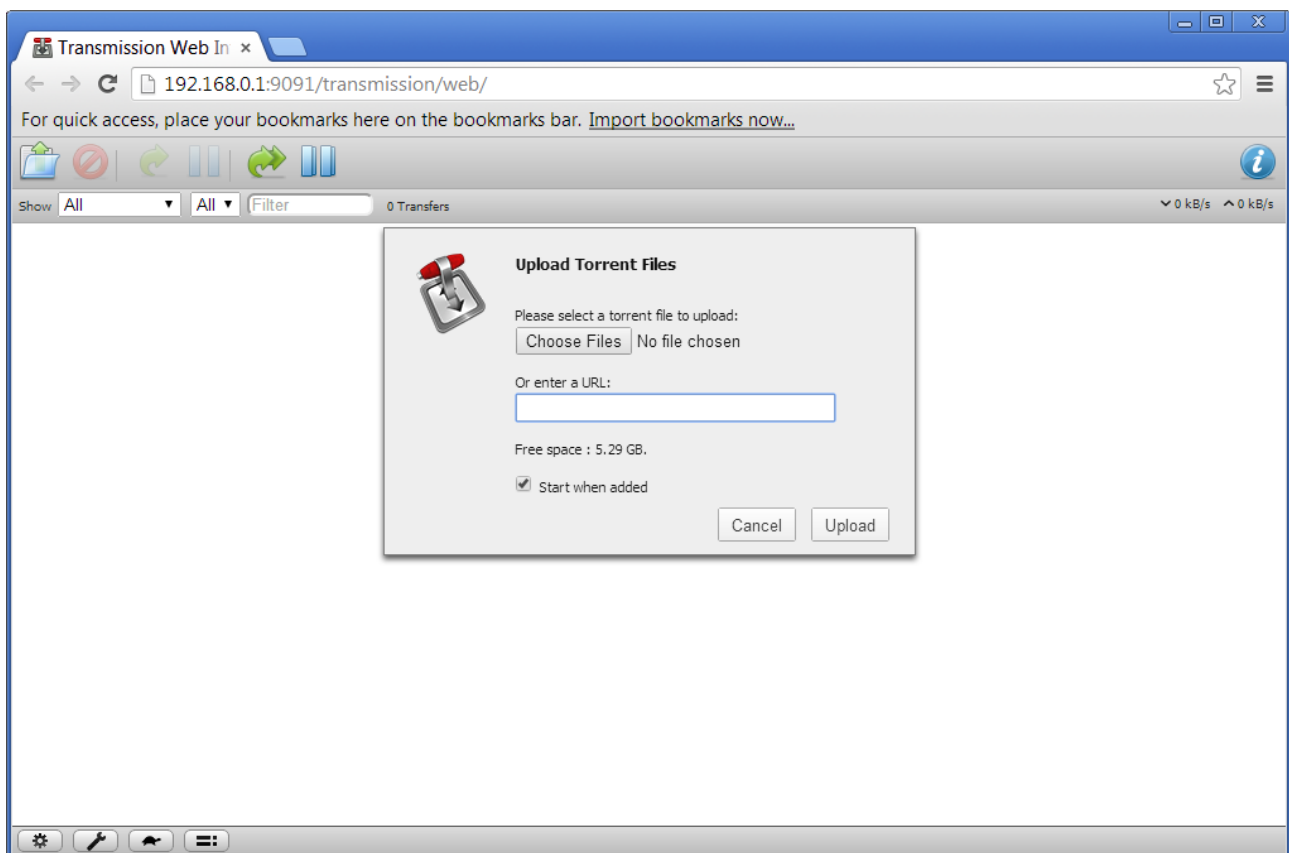 Transmission Web In
192.168.0.1:9091/transmission/web/
For quick access, place your bookmarks here on the bookmarks bar. Import bookmarks now...
Show All All Filter 0 Transfers 0 kB/s 0 kB/s
Upload Torrent Files
Please select a torrent file to upload:
Choose Files No file chosen
Or enter a URL:
Free space : 5.29 GB.
Start when added
Cancel Upload